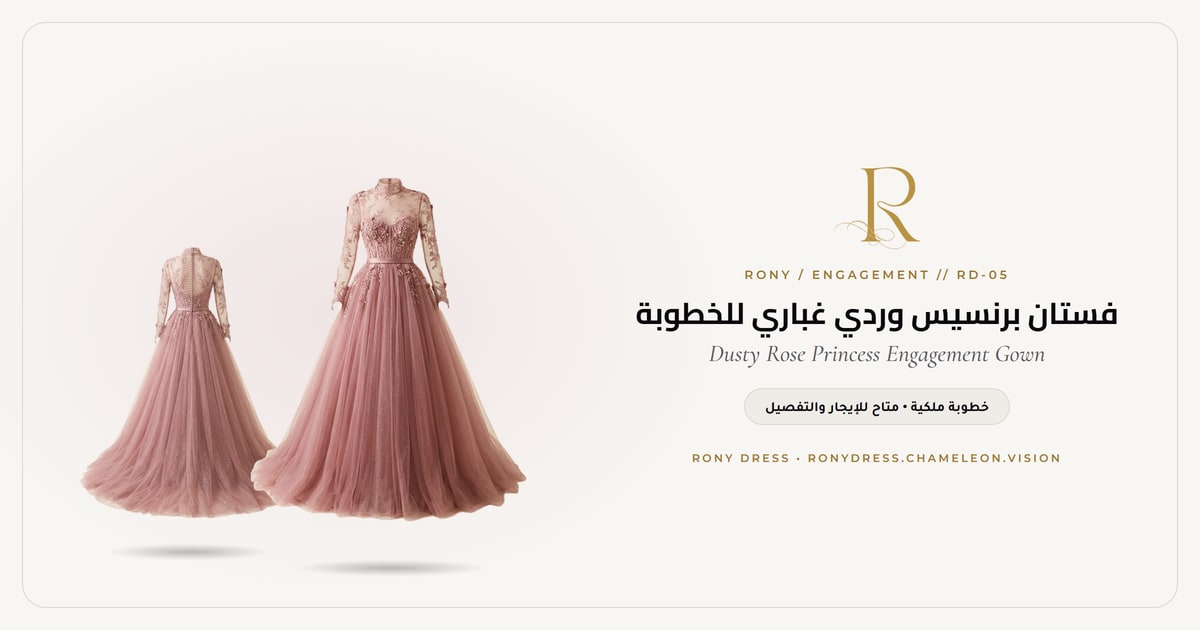 R
RONY / ENGAGEMENT // RD-05
فستان برنسيس وردي غباري للخطوبة
Dusty Rose Princess Engagement Gown
خطوبة ملكية • متاح للإيجار والتفصيل
RONY DRESS • RONYDRESS.CHAMELEON.VISION